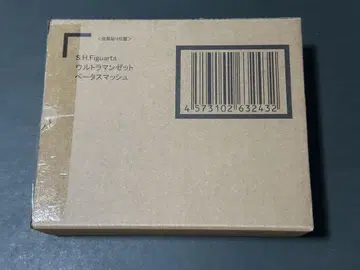 S.H.Figuarts
ウルトラマンゼット
ベータスマッシュ
4 573102 632432